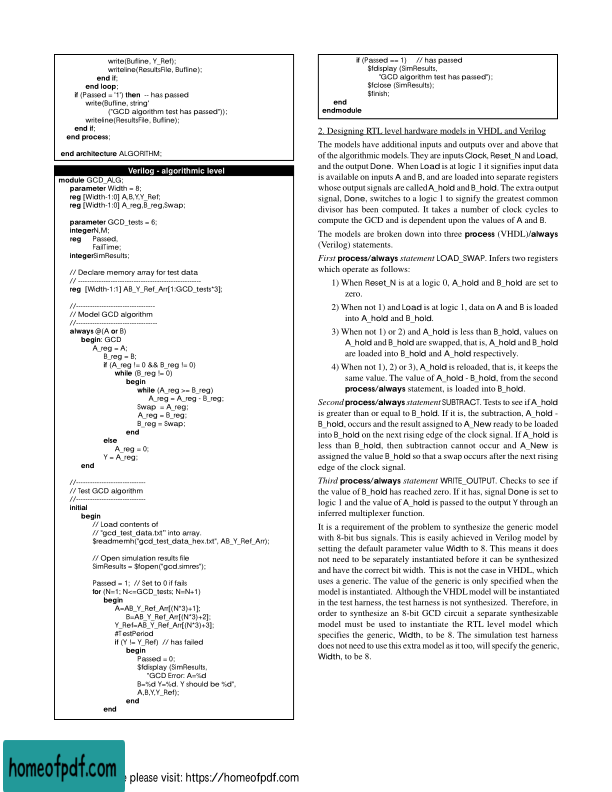 write(Bufline, Y_Ref);
writeline(ResultsFile, Bufline);
end if;
end loop;
if (Passed = '1') then -- has passed
write(Bufline, string'
("GCD algorithm test has passed"));
writeline(ResultsFile, Bufline);
end if;
end process;
end architecture ALGORITHM;
Verilog - algorithmic level
module GCD_ALG;
parameter Width = 8;
reg [Width-1:0] A,B,Y,Y_Ref;
reg [Width-1:0] A_reg,B_reg,Swap;
parameter GCD_tests = 6;
integerN,M;
reg Passed,
FailTime;
integerSimResults;
// Declare memory array for test data
// ----------------------------------------------------
reg [Width-1:1] AB_Y_Ref_Arr[1:GCD_tests*3];
//----------------------------------
// Model GCD algorithm
//----------------------------------
always @(A or B)
begin: GCD
A_reg = A;
B_reg = B;
if (A_reg != 0 && B_reg != 0)
while (B_reg != 0)
begin
while (A_reg >= B_reg)
A_reg = A_reg - B_reg;
Swap = A_reg;
A_reg = B_reg;
B_reg = Swap;
end
else
A_reg = 0;
Y = A_reg;
end
//------------------------------
// Test GCD algorithm
//------------------------------
initial
begin
// Load contents of
// "gcd_test_data.txt" into array.
$readmemh("gcd_test_data_hex.txt", AB_Y_Ref_Arr);
// Open simulation results file
SimResults = $fopen("gcd.simres");
Passed = 1; // Set to 0 if fails
for (N=1; N<=GCD_tests; N=N+1)
begin
A=AB_Y_Ref_Arr[(N*3)+1];
B=AB_Y_Ref_Arr[(N*3)+2];
Y_Ref=AB_Y_Ref_Arr[(N*3)+3];
#TestPeriod
if (Y != Y_Ref) // has failed
begin
Passed = 0;
$fdisplay (SimResults,
"GCD Error: A=%d
B=%d Y=%d. Y should be %d",
A,B,Y,Y_Ref);
end
end
if (Passed == 1) // has passed
$fdisplay (SimResults,
"GCD algorithm test has passed");
$fclose (SimResults);
$finish;
end
endmodule
2. Designing RTL level hardware models in VHDL and Verilog
The models have additional inputs and outputs over and above that
of the algorithmic models. They are inputs Clock, Reset_N and Load,
and the output Done. When Load is at logic 1 it signifies input data
is available on inputs A and B, and are loaded into separate registers
whose output signals are called A_hold and B_hold. The extra output
signal, Done, switches to a logic 1 to signify the greatest common
divisor has been computed. It takes a number of clock cycles to
compute the GCD and is dependent upon the values of A and B.
The models are broken down into three process (VHDL)/always
(Verilog) statements.
First process/always statement LOAD_SWAP. Infers two registers
which operate as follows:
1) When Reset_N is at a logic 0, A_hold and B_hold are set to
zero.
2) When not 1) and Load is at logic 1, data on A and B is loaded
into A_hold and B_hold.
3) When not 1) or 2) and A_hold is less than B_hold, values on
A_hold and B_hold are swapped, that is, A_hold and B_hold
are loaded into B_hold and A_hold respectively.
4) When not 1), 2) or 3), A_hold is reloaded, that is, it keeps the
same value. The value of A_hold - B_hold, from the second
process/always statement, is loaded into B_hold.
Second process/always statement SUBTRACT. Tests to see if A_hold
is greater than or equal to B_hold. If it is, the subtraction, A_hold -
B_hold, occurs and the result assigned to A_New ready to be loaded
into B_hold on the next rising edge of the clock signal. If A_hold is
less than B_hold, then subtraction cannot occur and A_New is
assigned the value B_hold so that a swap occurs after the next rising
edge of the clock signal.
Third process/always statement WRITE_OUTPUT. Checks to see if
the value of B_hold has reached zero. If it has, signal Done is set to
logic 1 and the value of A_hold is passed to the output Y through an
inferred multiplexer function.
It is a requirement of the problem to synthesize the generic model
with 8-bit bus signals. This is easily achieved in Verilog model by
setting the default parameter value Width to 8. This means it does
not need to be separately instantiated before it can be synthesized
and have the correct bit width. This is not the case in VHDL, which
uses a generic. The value of the generic is only specified when the
model is instantiated. Although the VHDL model will be instantiated
in the test harness, the test harness is not synthesized. Therefore, in
order to synthesize an 8-bit GCD circuit a separate synthesizable
model must be used to instantiate the RTL level model which
specifies the generic, Width, to be 8. The simulation test harness
does not need to use this extra model as it too, will specify the generic,
Width, to be 8.
homeofpdf.com
please visit: https://homeofpdf.com